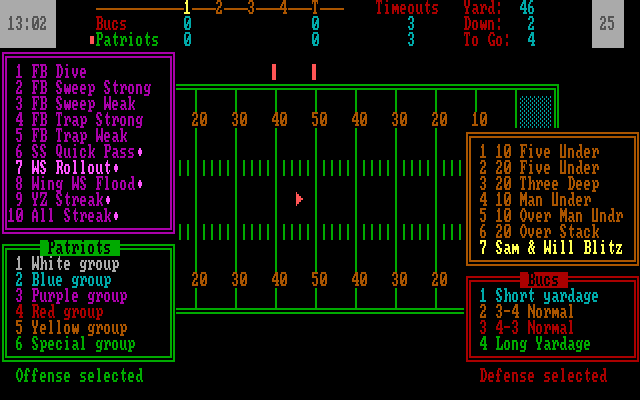 13:02 1 2 3 4 T Timeouts Yard: 46 25
Bucs 0 0 3 Down: 2
Patriots 0 0 3 To Go: 4
1 FB Dive
2 FB Sweep Strong
3 FB Sweep Weak
4 FB Trap Strong
5 FB Trap Weak
6 SS Quick Pass
7 WS Rollout
8 Wing WS Flood
9 YZ Streak
10 All Streak
20 30 40 50 40 30 20 10
1 10 Five Under
2 20 Five Under
3 20 Three Deep
4 10 Man Under
5 10 Over Man Undr
6 20 Over Stack
7 Sam & Will Blitz
Patriots
1 White group
2 Blue group
3 Purple group
4 Red group
5 Yellow group
6 Special group
20 30 40 50 40 30 20
Bucs
1 Short yardage
2 3-4 Normal
3 4-3 Normal
4 Long Yardage
Offense selected
Defense selected